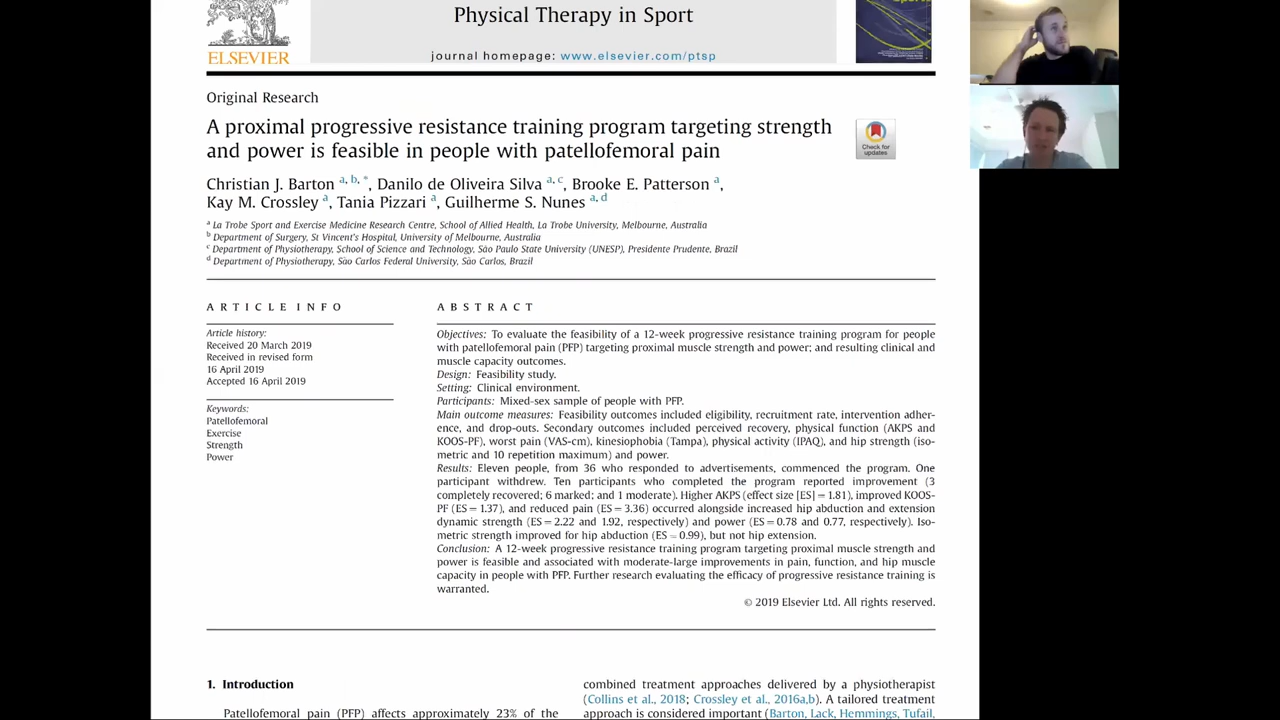 ELSEVIER
Physical Therapy in Sport
journal homepage: www.elsevier.com/ptsp
Original Research
A proximal progressive resistance training program targeting strength
and power is feasible in people with patellofemoral pain
Check for
updates
Christian J. Barton a, b, *, Danilo de Oliveira Silva a, c, Brooke E. Patterson a,
Kay M. Crossley a, Tania Pizzari a, Guilherme S. Nunes a, d
a La Trobe Sport and Exercise Medicine Research Centre, School of Allied Health, La Trobe University, Melbourne, Australia
b Department of Surgery, St Vincent's Hospital, University of Melbourne, Australia
c Department of Physiotherapy, School of Science and Technology, São Paulo State University (UNESP), Presidente Prudente, Brazil
d Department of Physiotherapy, São Carlos Federal University, São Carlos, Brazil
ARTICLE INFO
Article history:
Received 20 March 2019
Received in revised form
16 April 2019
Accepted 16 April 2019
Keywords:
Patellofemoral
Exercise
Strength
Power
ABSTRACT
Objectives: To evaluate the feasibility of a 12-week progressive resistance training program for people
with patellofemoral pain (PFP) targeting proximal muscle strength and power; and resulting clinical and
muscle capacity outcomes.
Design: Feasibility study.
Setting: Clinical environment.
Participants: Mixed-sex sample of people with PFP.
Main outcome measures: Feasibility outcomes included eligibility, recruitment rate, intervention adher-
ence, and drop-outs. Secondary outcomes included perceived recovery, physical function (AKPS and
KOOS-PF), worst pain (VAS-cm), kinesiophobia (Tampa), physical activity (IPAQ), and hip strength (iso-
metric and 10 repetition maximum) and power.
Results: Eleven people, from 36 who responded to advertisements, commenced the program. One
participant withdrew. Ten participants who completed the program reported improvement (3
completely recovered; 6 marked; and 1 moderate). Higher AKPS (effect size [ES] = 1.81), improved KOOS-
PF (ES = 1.37), and reduced pain (ES = 3.36) occurred alongside increased hip abduction and extension
dynamic strength (ES = 2.22 and 1.92, respectively) and power (ES = 0.78 and 0.77, respectively). Iso-
metric strength improved for hip abduction (ES = 0.99), but not hip extension.
Conclusion: A 12-week progressive resistance training program targeting proximal muscle strength and
power is feasible and associated with moderate-large improvements in pain, function, and hip muscle
capacity in people with PFP. Further research evaluating the efficacy of progressive resistance training is
warranted.
© 2019 Elsevier Ltd. All rights reserved.
1. Introduction
Patellofemoral pain (PFP) affects approximately 23% of the
combined treatment approaches delivered by a physiotherapist
(Collins et al., 2018; Crossley et al., 2016a,b). A tailored treatment
approach is considered important (Barton, Lack, Hemmings, Tufail,